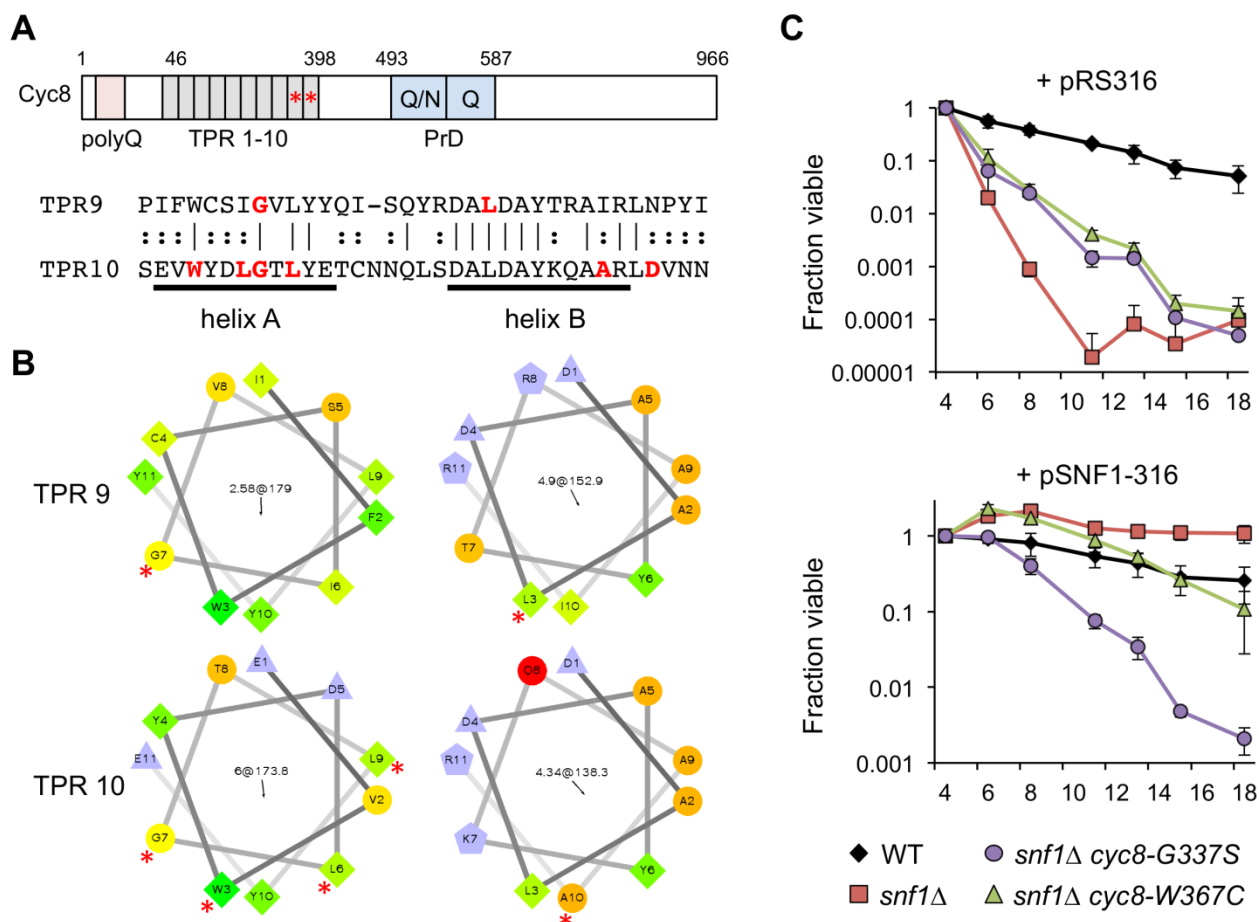 A
1 46 398 493 587 966
Cyc8 ** Q/N Q
polyQ TPR 1-10 PrD
TPR9 PIFWCSIGVLYYQI-SQYRDALDAYTRAIRLNPYI
TPR10 SEVWYDLGTLYETCNNQLSDALDAYKQAARLDVNN
helix A helix B
B
TPR 9
I1 F2 W3 C4 S5 I6 G7 V8 L9 Y10 Y11
2.58@179
*
D1 A2 L3 D4 A5 Y6 T7 R8 A9 I10 R11
4.9@152.9
*
TPR 10
E1 V2 W3 Y4 D5 L6 G7 T8 L9 Y10 E11
6@173.8
* * * *
D1 A2 L3 D4 A5 Y6 K7 Q8 A9 A10 R11
4.34@138.3
*
C
+ pRS316
Fraction viable
1
0.1
0.01
0.001
0.0001
0.00001
4 6 8 10 12 14 16 18
+ pSNF1-316
Fraction viable
1
0.1
0.01
0.001
4 6 8 10 12 14 16 18
WT snf1Δ cyc8-G337S
snf1Δ snf1Δ cyc8-W367C